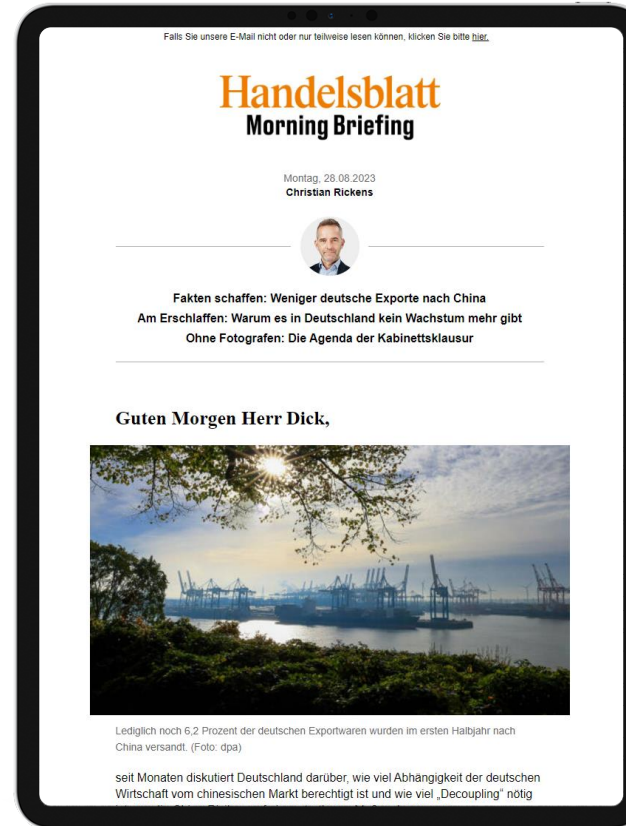 Falls Sie unsere E-Mail nicht oder nur teilweise lesen können, klicken Sie bitte hier.
Handelsblatt
Morning Briefing
Montag, 28.08.2023
Christian Rickens
Fakten schaffen: Weniger deutsche Exporte nach China
Am Erschlaffen: Warum es in Deutschland kein Wachstum mehr gibt
Ohne Fotografen: Die Agenda der Kabinettsklausur
Guten Morgen Herr Dick,
Lediglich noch 6,2 Prozent der deutschen Exportwaren wurden im ersten Halbjahr nach
China versandt. (Foto: dpa)
seit Monaten diskutiert Deutschland darüber, wie viel Abhängigkeit der deutschen
Wirtschaft vom chinesischen Markt berechtigt ist und wie viel „Decoupling“ nötig